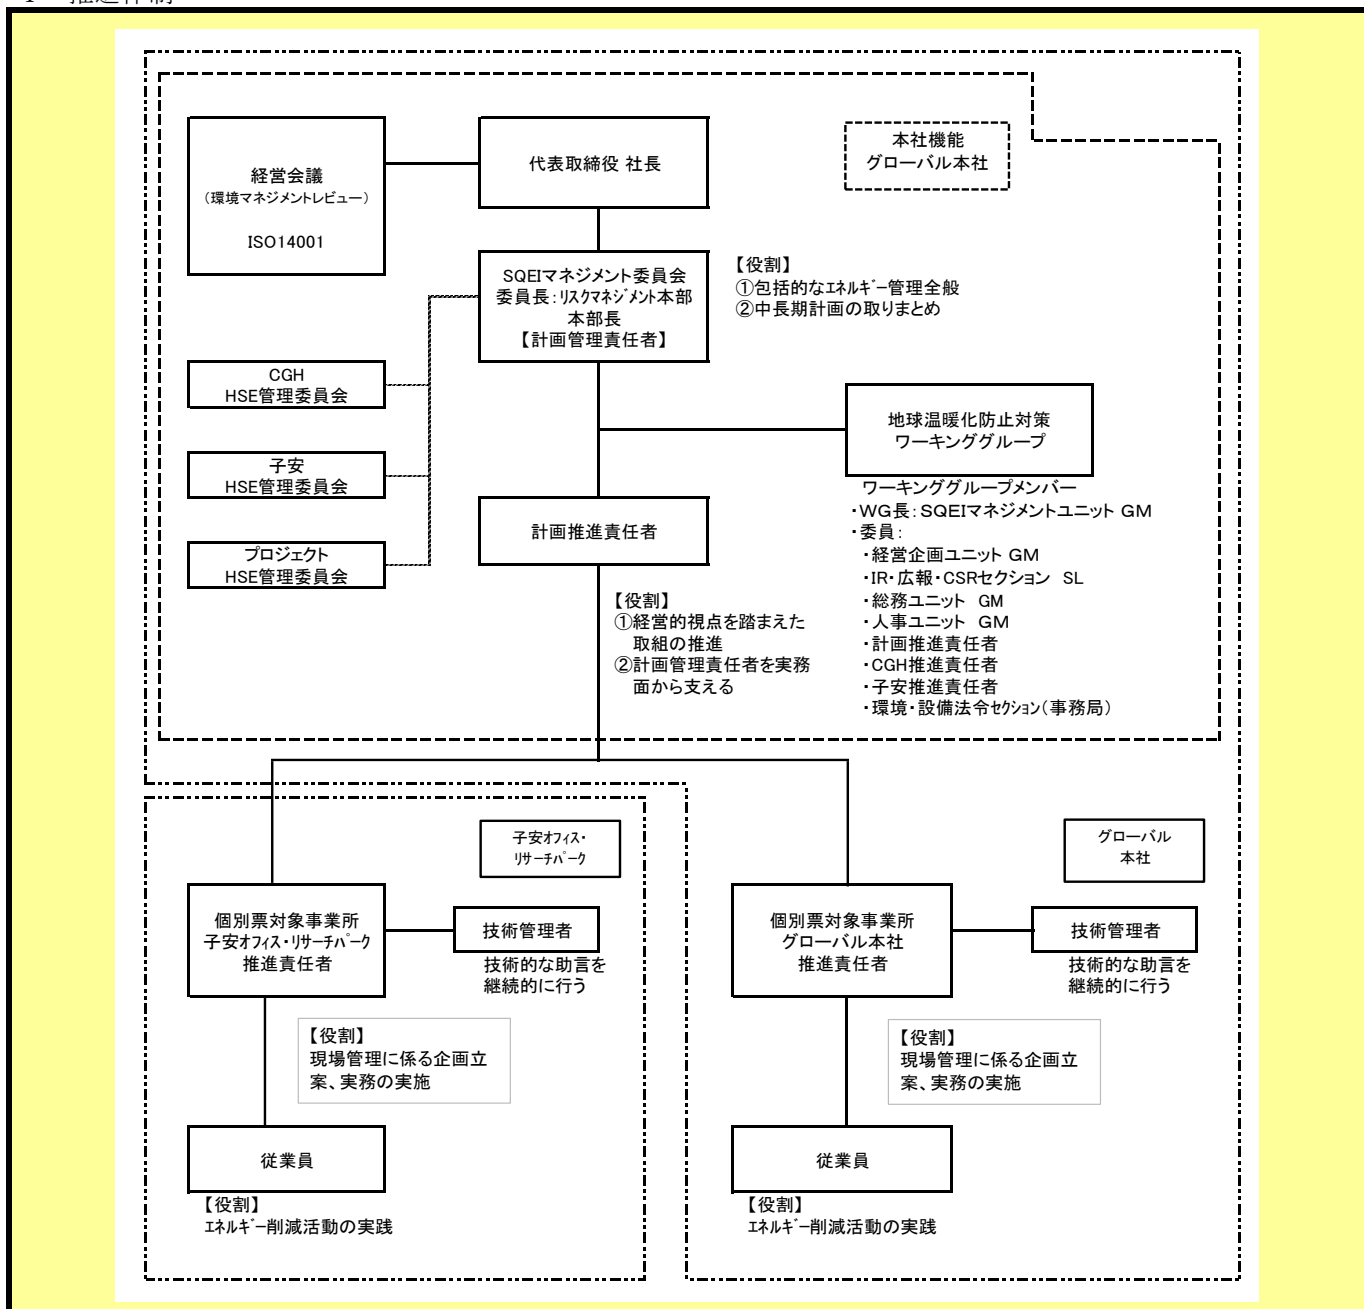 経営会議
（環境マネジメントレビュー）
ISO14001
代表取締役 社長
本社機能
グローバル本社
SQEIマネジメント委員会
委員長：ﾘｽｸﾏﾈｼﾞﾒﾝﾄ本部
本部長
【計画管理責任者】
【役割】
①包括的なｴﾈﾙｷﾞｰ管理全般
②中長期計画の取りまとめ
CGH
HSE管理委員会
子安
HSE管理委員会
プロジェクト
HSE管理委員会
地球温暖化防止対策
ワーキンググループ
ワーキンググループメンバー
・WG長：SQEIマネジメントユニット GM
・委員：
・経営企画ユニット GM
・IR・広報・CSRセクション SL
・総務ユニット GM
・人事ユニット GM
・計画推進責任者
・CGH推進責任者
・子安推進責任者
・環境・設備法令ｾｸｼｮﾝ（事務局）
計画推進責任者
【役割】
①経営的視点を踏まえた
取組の推進
②計画管理責任者を実務
面から支える
子安ｵﾌｨｽ・
ﾘｻｰﾁﾊﾟｰｸ
個別票対象事業所
子安ｵﾌｨｽ・ﾘｻｰﾁﾊﾟｰｸ
推進責任者
技術管理者
技術的な助言を
継続的に行う
【役割】
現場管理に係る企画立
案、実務の実施
従業員
【役割】
ｴﾈﾙｷﾞｰ削減活動の実践
グローバル
本社
個別票対象事業所
グローバル本社
推進責任者
技術管理者
技術的な助言を
継続的に行う
【役割】
現場管理に係る企画立
案、実務の実施
従業員
【役割】
ｴﾈﾙｷﾞｰ削減活動の実践